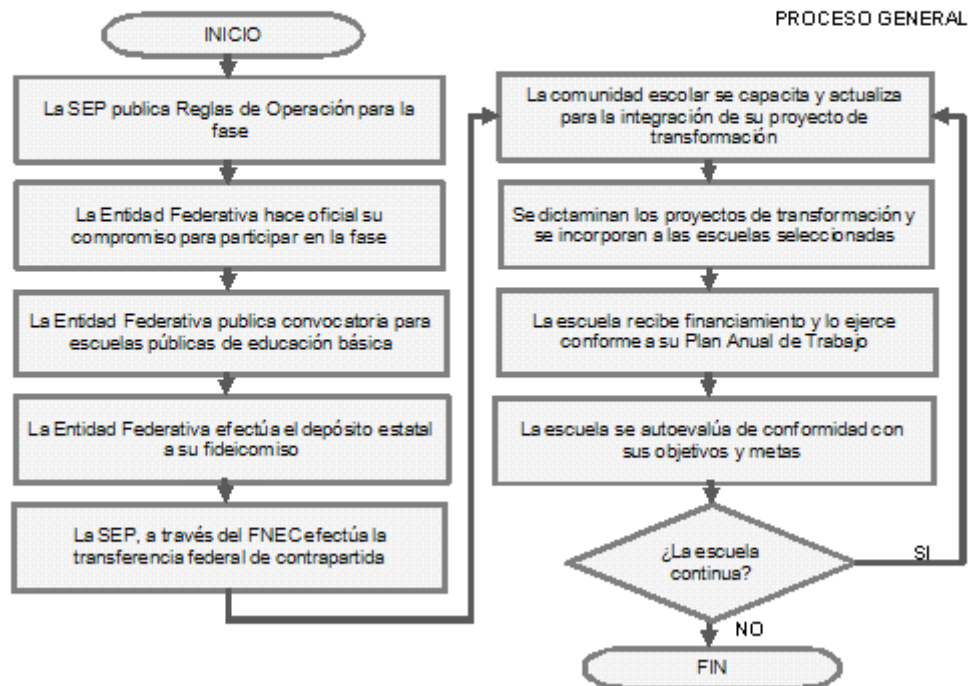 PROCESO GENERAL
INICIO
La SEP publica Reglas de Operación para la
fase
La Entidad Federativa hace oficial su
compromiso para participar en la fase
La Entidad Federativa publica convocatoria para
escuelas públicas de educación básica
La Entidad Federativa efectúa el depósito estatal
a su fideicomiso
La SEP, a través del FNEC efectúa la
transferencia federal de contrapartida
La comunidad escolar se capacita y actualiza
para la integración de su proyecto de
transformación
Se dictaminan los proyectos de transformación y
se incorporan a las escuelas seleccionadas
La escuela recibe financiamiento y lo ejerce
conforme a su Plan Anual de Trabajo
La escuela se autoevalúa de conformidad con
sus objetivos y metas
¿La escuela
continua?
SI
NO
FIN